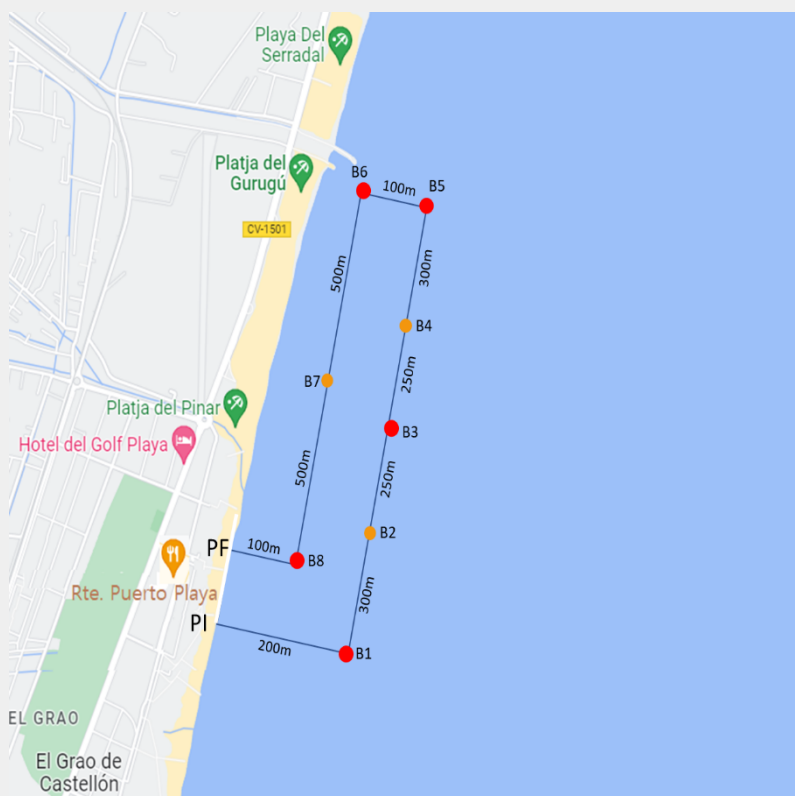 Playa Del
Serradal
Platja del
Gurugú
B6
100m
B5
CV-1501
500m
300m
B4
B7
250m
Platja del Pinar
Hotel del Golf Playa
B3
500m
250m
PF
100m
B2
B8
Rte. Puerto Playa
300m
PI
200m
B1
EL GRAO
El Grao de
Castellón